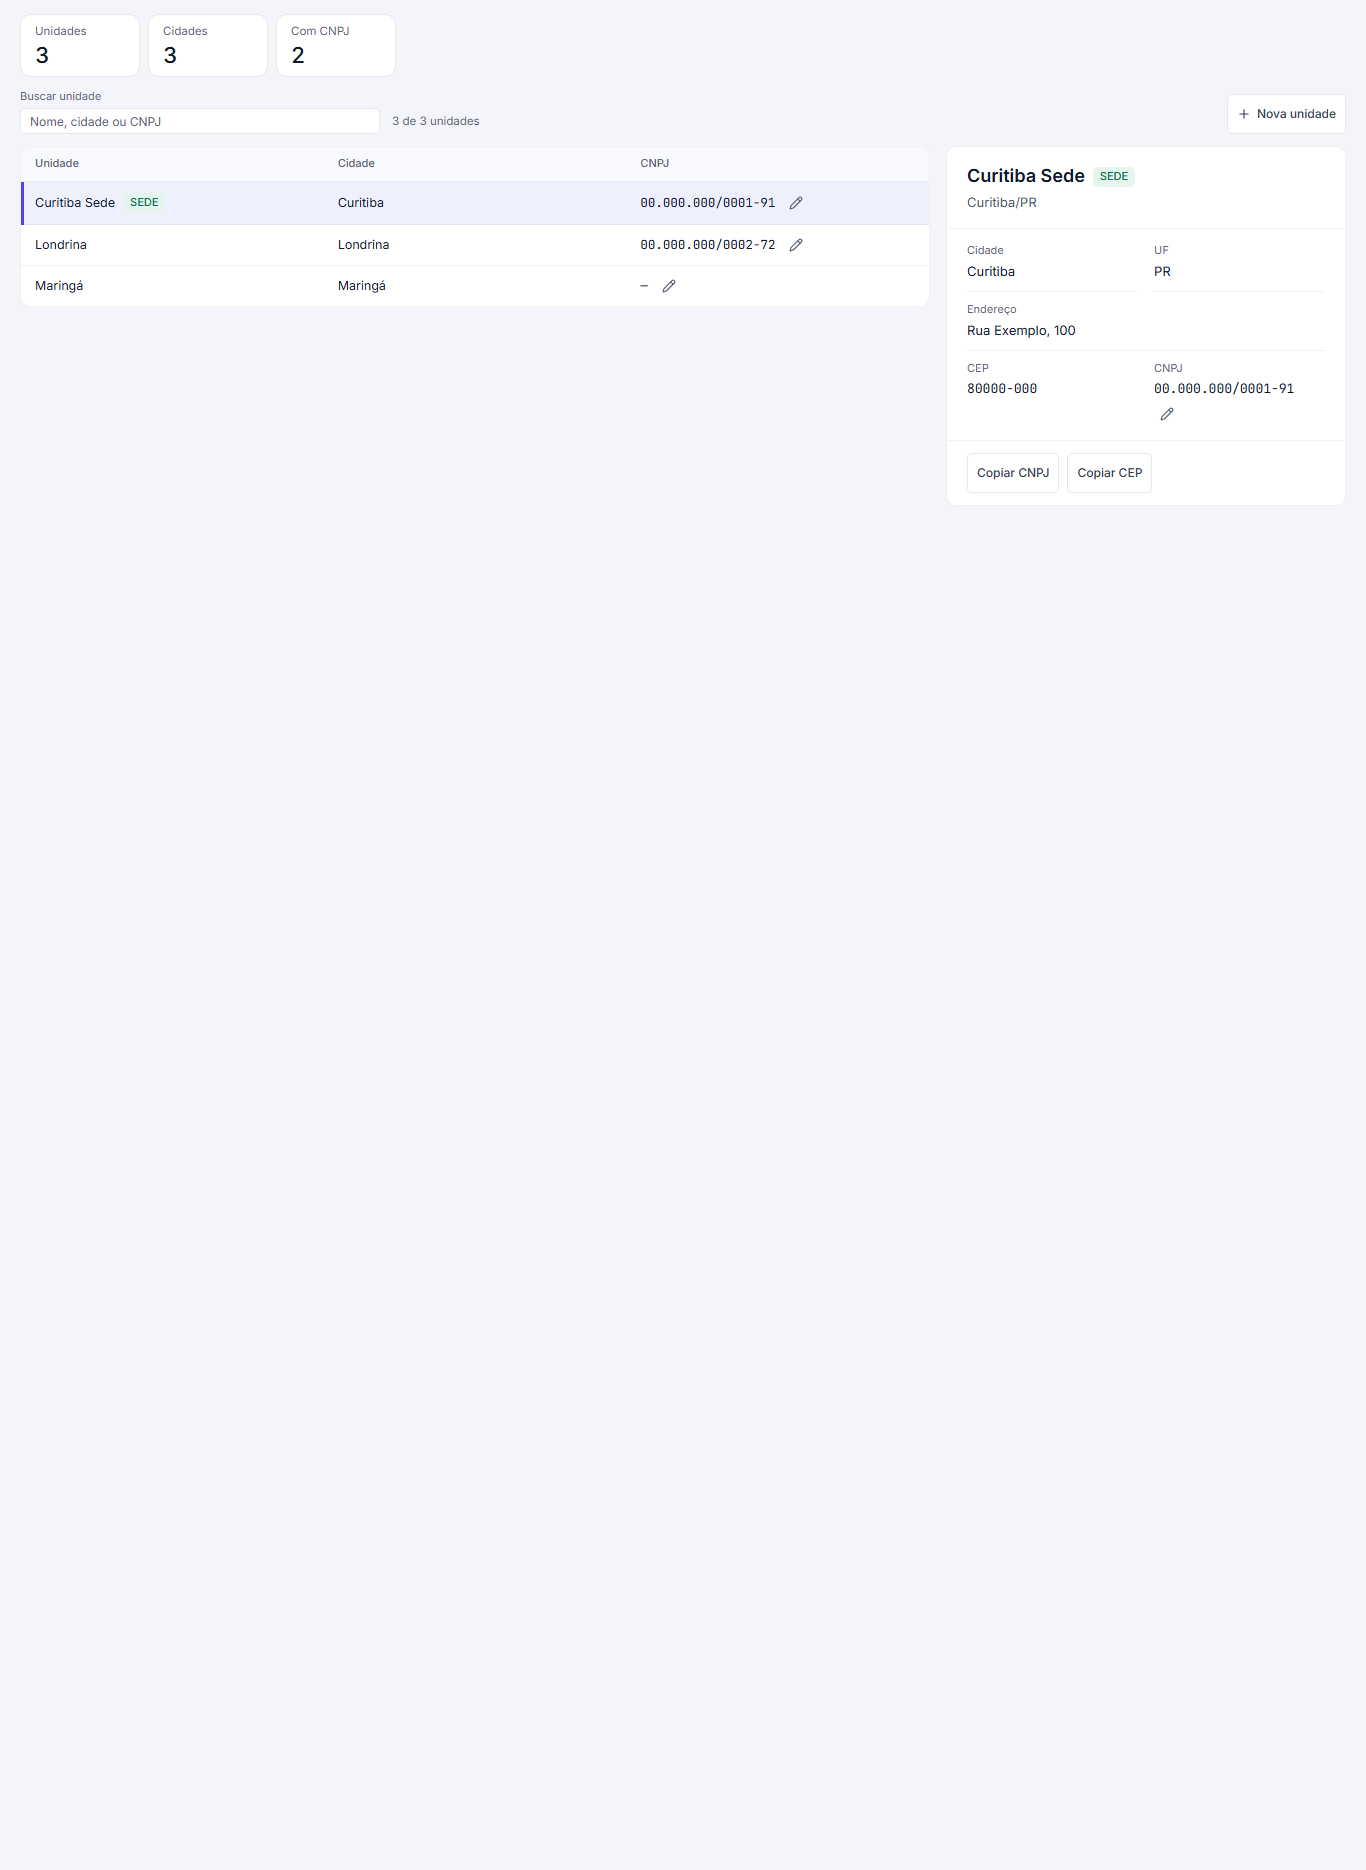 Unidades
3
Cidades
3
Com CNPJ
2
Buscar unidade
Nome, cidade ou CNPJ
3 de 3 unidades
+ Nova unidade
Unidade Cidade CNPJ
Curitiba Sede SEDE Curitiba 00.000.000/0001-91
Londrina Londrina 00.000.000/0002-72
Maringá Maringá –
Curitiba Sede SEDE
Curitiba/PR
Cidade UF
Curitiba PR
Endereço
Rua Exemplo, 100
CEP CNPJ
80000-000 00.000.000/0001-91
Copiar CNPJ Copiar CEP